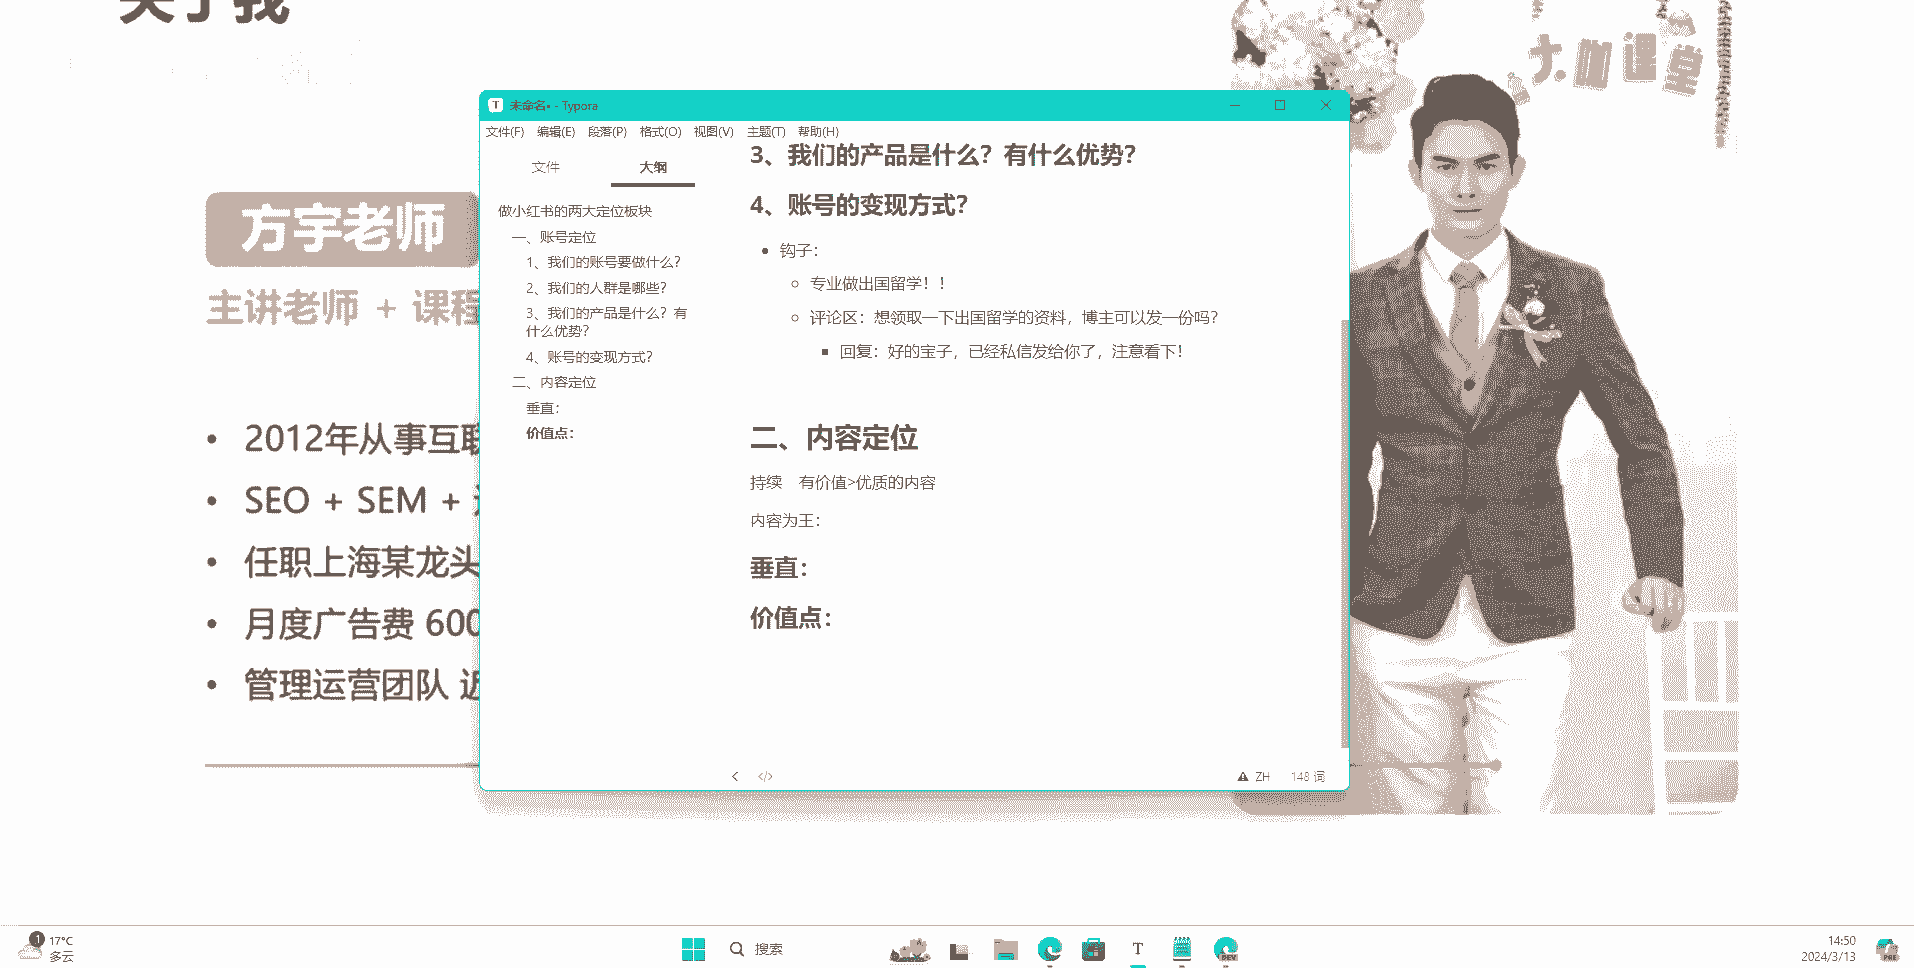 关于我
大咖课堂
方宇老师
主讲老师 + 课程
• 2012年从事互联
• SEO + SEM +
• 任职上海某龙头
• 月度广告费 600
• 管理运营团队 近
未命名• - Typora
文件(F) 编辑(E) 段落(P) 格式(O) 视图(V) 主题(T) 帮助(H)
文件 大纲
做小红书的两大定位板块
一、账号定位
1、我们的账号要做什么？
2、我们的人群是哪些？
3、我们的产品是什么？有
什么优势？
4、账号的变现方式？
二、内容定位
垂直：
价值点：
3、我们的产品是什么？有什么优势？
4、账号的变现方式？
• 钩子：
专业做出国留学！！
评论区：想领取一下出国留学的资料，博主可以发一份吗？
回复：好的宝子，已经私信发给你了，注意看下！
二、内容定位
持续 有价值>优质的内容
内容为王：
垂直：
价值点：
</> ZH 148 词
1 17°C
多云
搜索
T
DEV
14:50
2024/3/13
PRE